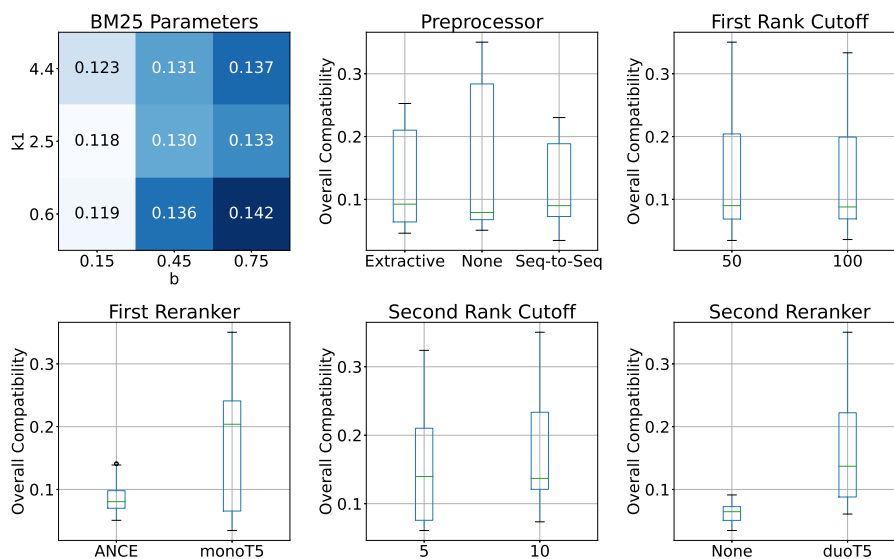 BM25 Parameters
k1
4.4
2.5
0.6
0.123 0.131 0.137
0.118 0.130 0.133
0.119 0.136 0.142
0.15 0.45 0.75
b
Preprocessor
Overall Compatibility
0.3
0.2
0.1
Extractive None Seq-to-Seq
First Rank Cutoff
Overall Compatibility
0.3
0.2
0.1
50 100
First Reranker
Overall Compatibility
0.3
0.2
0.1
ANCE monoT5
Second Rank Cutoff
Overall Compatibility
0.3
0.2
0.1
5 10
Second Reranker
Overall Compatibility
0.3
0.2
0.1
None duoT5